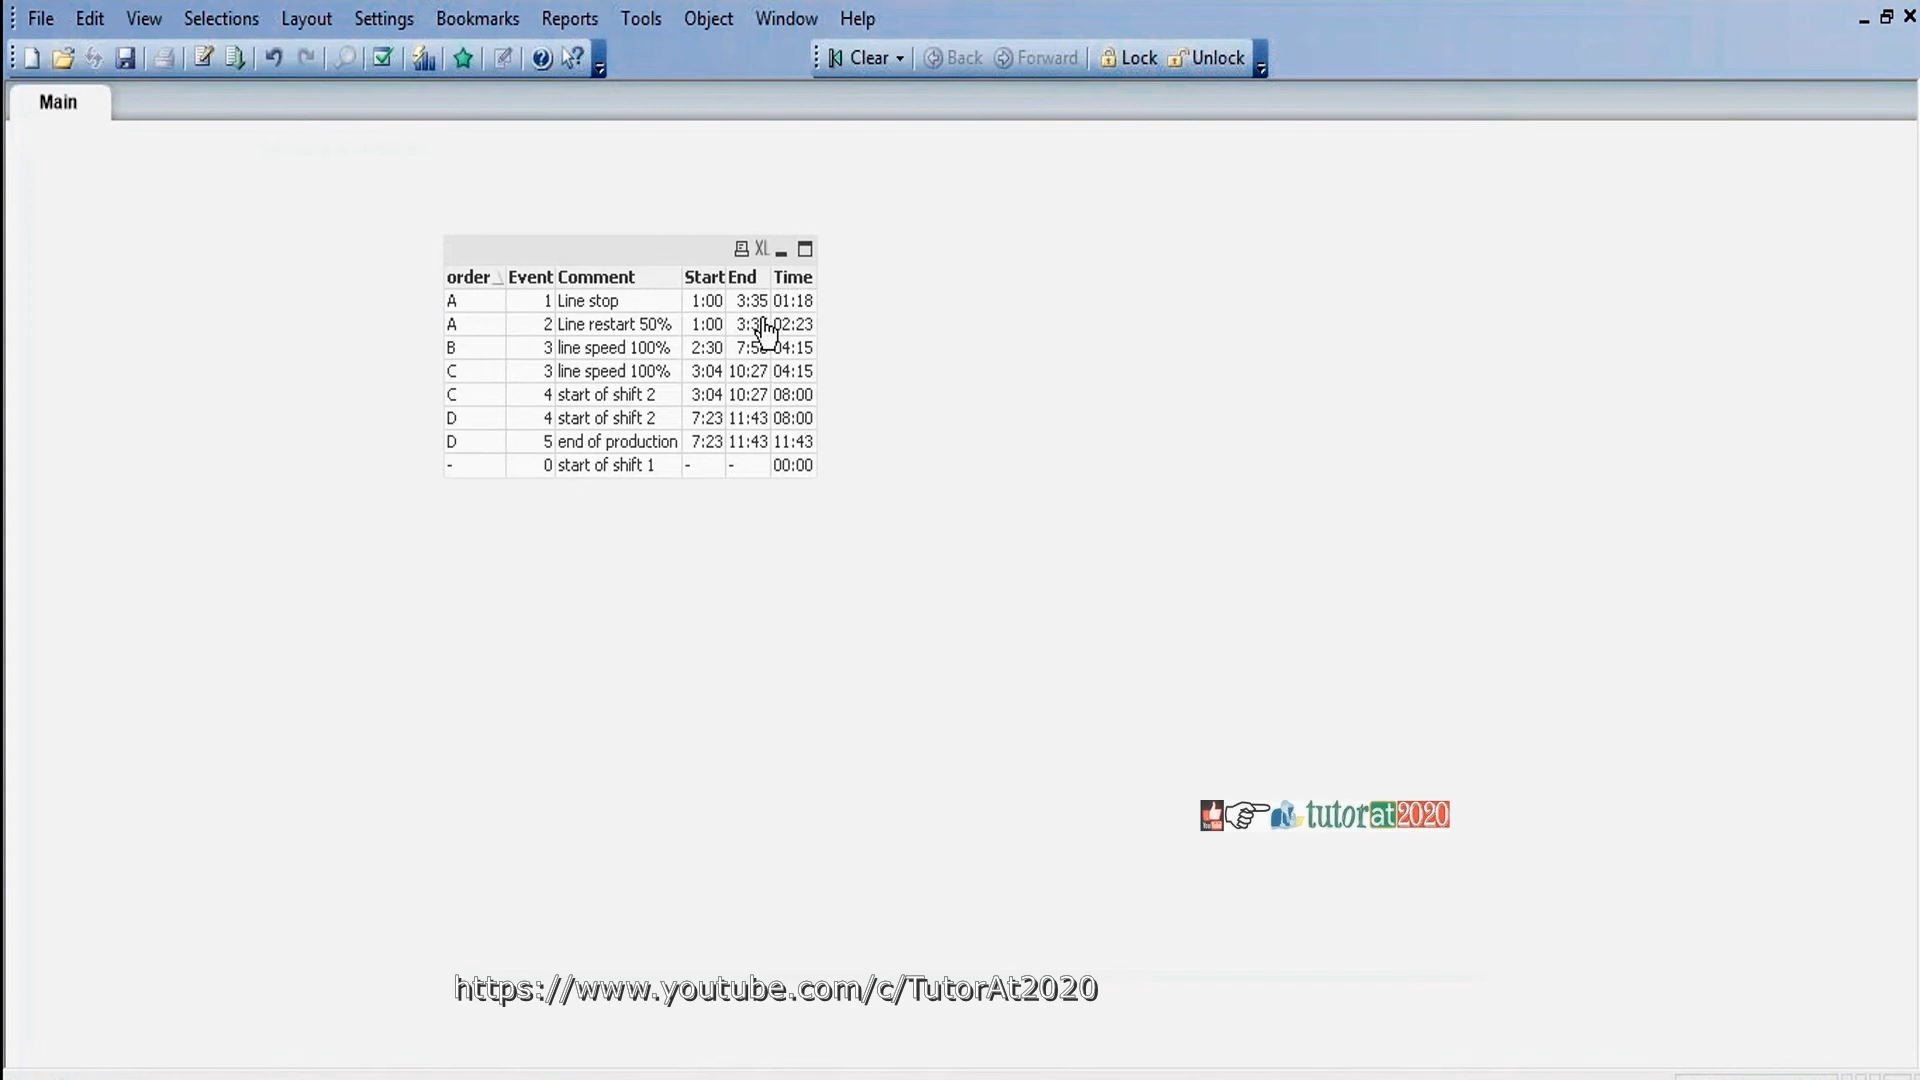 File Edit View Selections Layout Settings Bookmarks Reports Tools Object Window Help
Clear Back Forward Lock Unlock
Main
XL
order Event Comment Start End Time
A 1 Line stop 1:00 3:35 01:18
A 2 Line restart 50% 1:00 02:23
B 3 line speed 100% 2:30 04:15
C 3 line speed 100% 3:04 10:27 04:15
C 4 start of shift 2 3:04 10:27 08:00
D 4 start of shift 2 7:23 11:43 08:00
D 5 end of production 7:23 11:43 11:43
- 0 start of shift 1 - - 00:00
tutorat2020
https://www.youtube.com/c/TutorAt2020